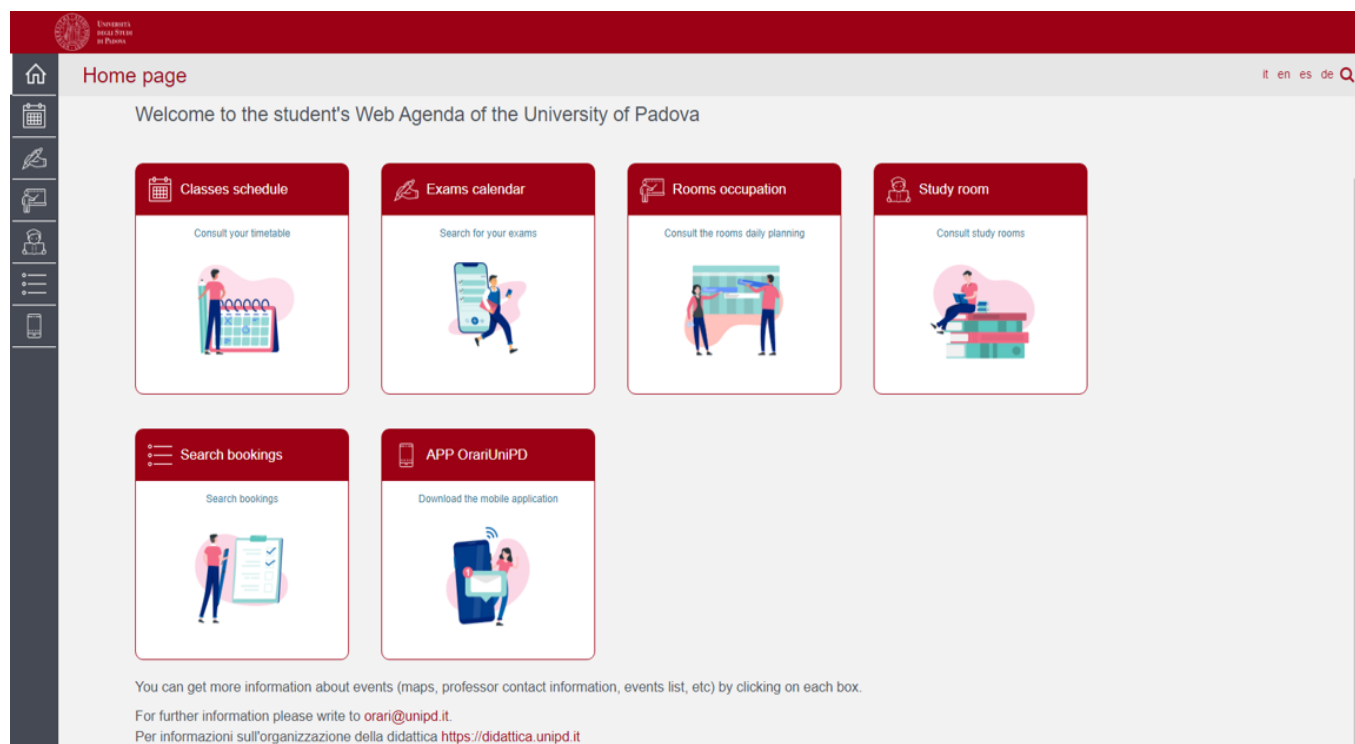 UNIVERSITÀ
DEGLI STUDI
DI PADOVA
Home page
it en es de
Welcome to the student's Web Agenda of the University of Padova
Classes schedule
Exams calendar
Rooms occupation
Study room
Consult your timetable
Search for your exams
Consult the rooms daily planning
Consult study rooms
Search bookings
APP OrariUniPD
Search bookings
Download the mobile application
1
You can get more information about events (maps, professor contact information, events list, etc) by clicking on each box.
For further information please write to orari@unipd.it.
Per informazioni sull'organizzazione della didattica https://didattica.unipd.it